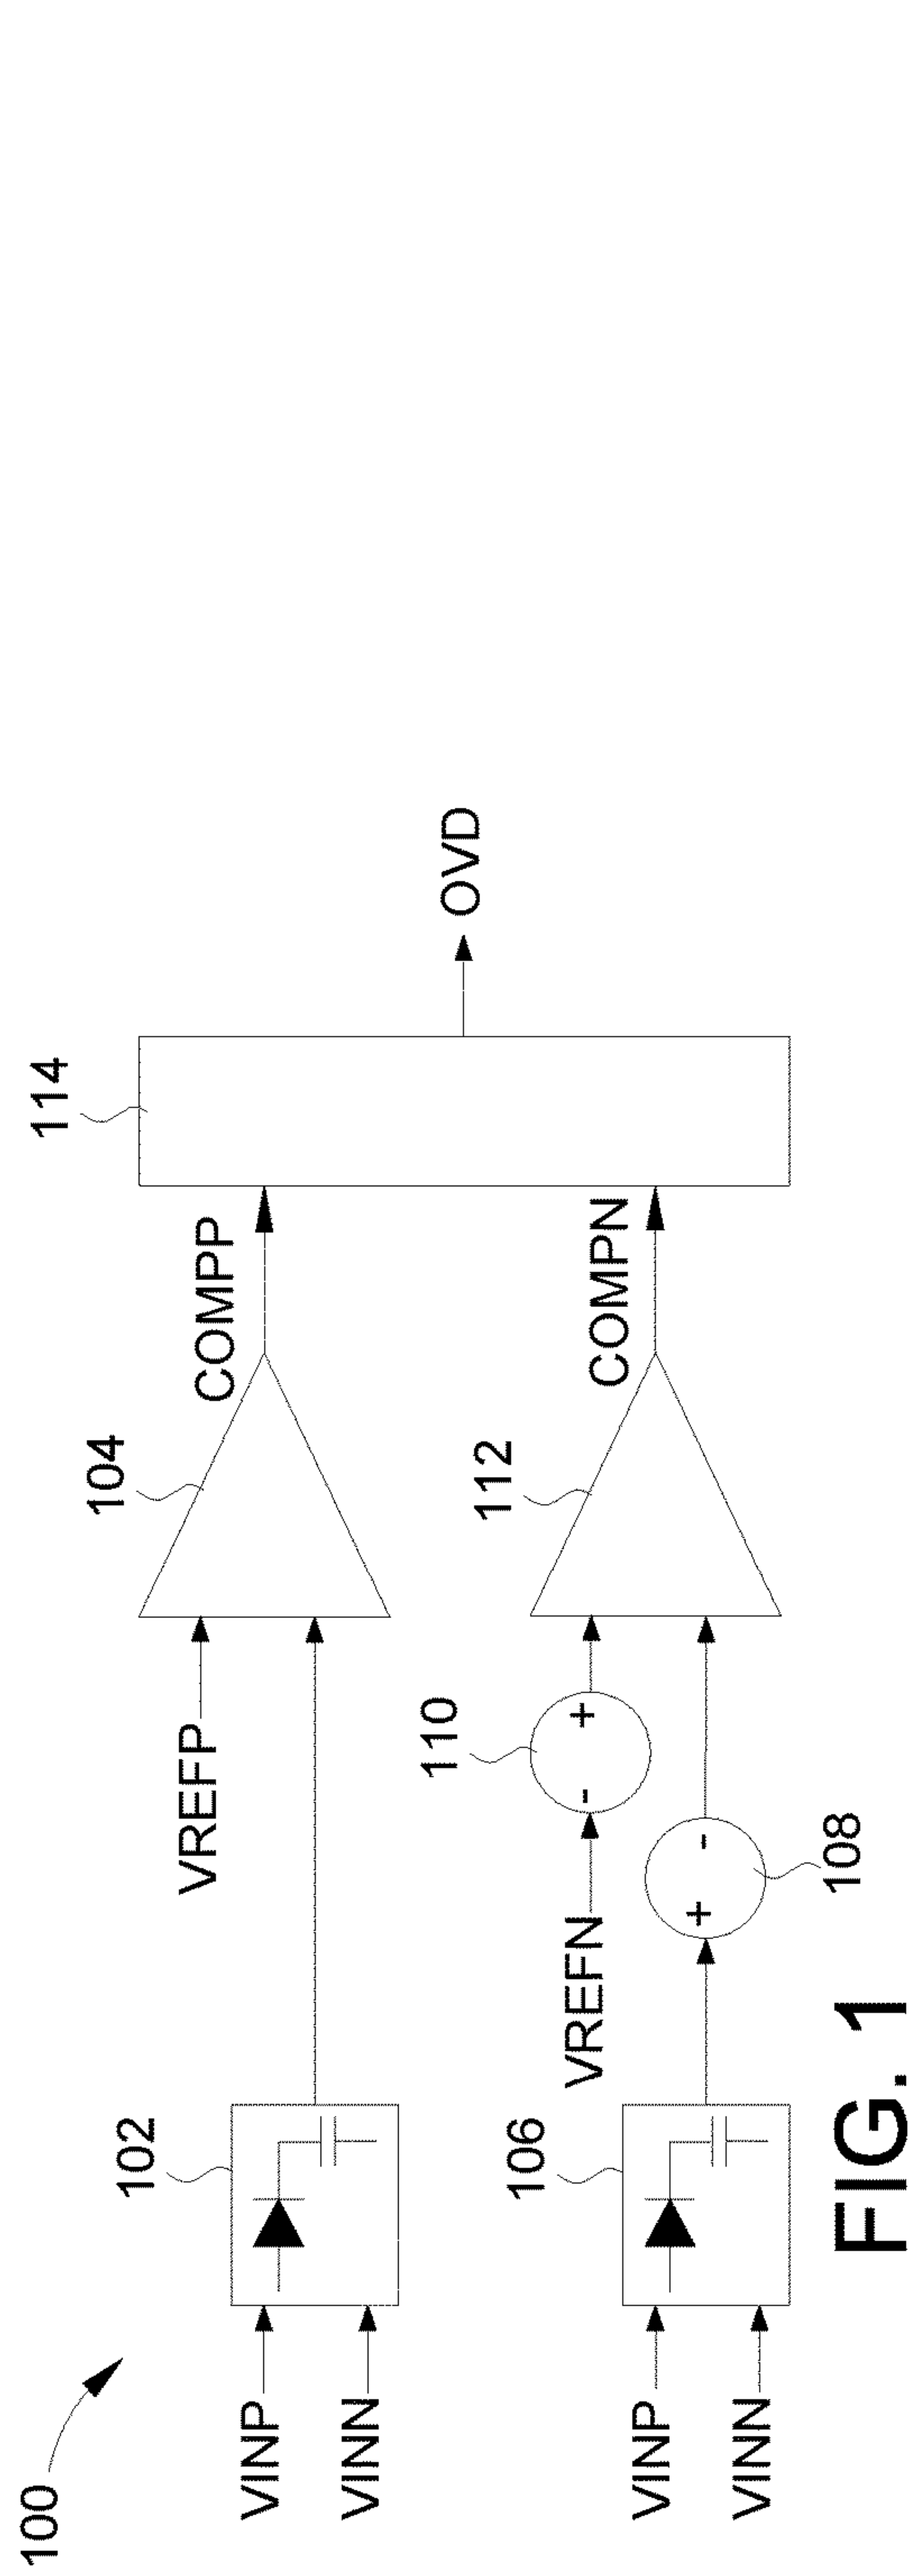 100
102
104
114
VREFP
COMPP
VINP
VINN
OVD
106
110
112
VREFN
COMPN
- +
+ -
VINP
VINN
108
FIG. 1